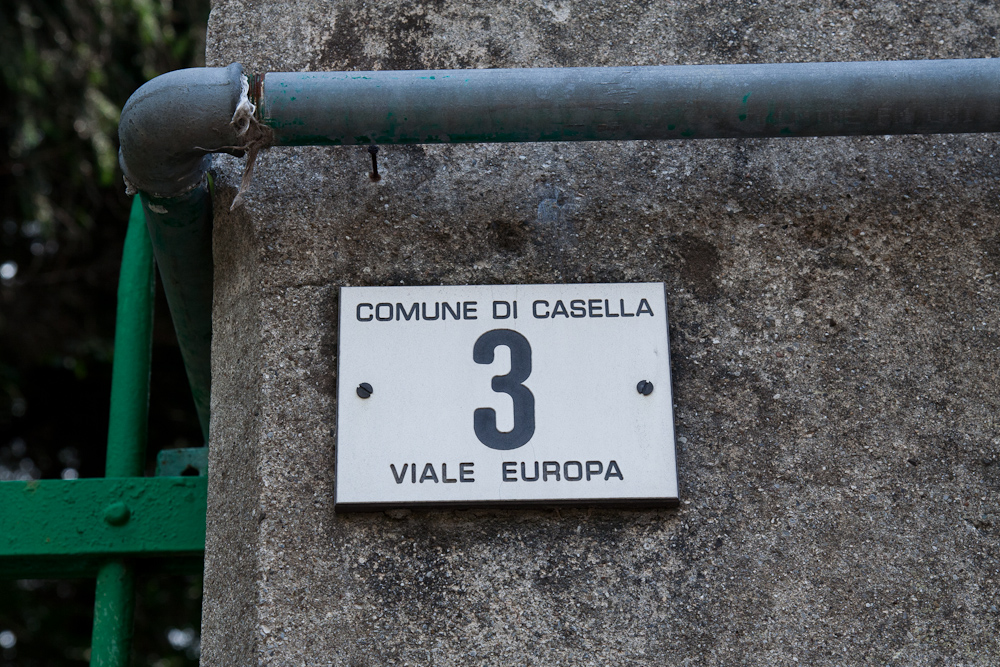 COMUNE DI CASELLA
3
VIALE EUROPA